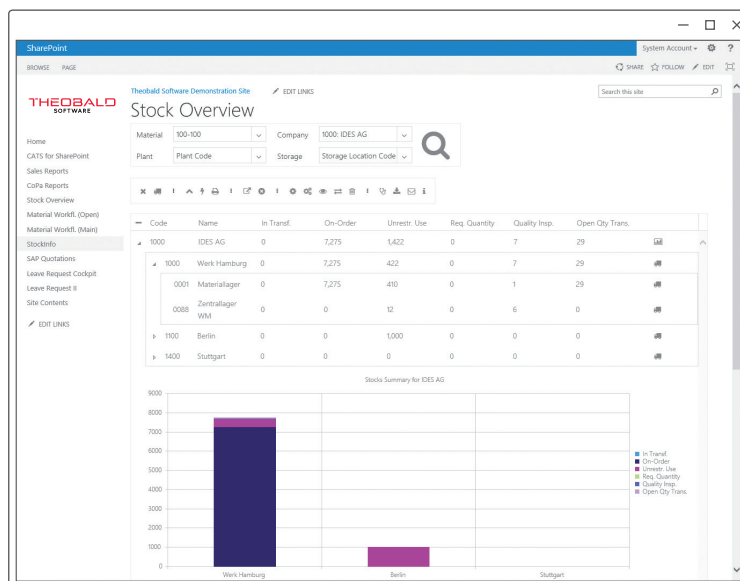 SharePoint
System Account
?
BROWSE PAGE
SHARE FOLLOW EDIT
THEOBALD
SOFTWARE
Theobald Software Demonstration Site EDIT LINKS
Search this site
Stock Overview
Material 100-100 Company 1000: IDES AG
Plant Plant Code Storage Storage Location Code
Home
CATS for SharePoint
Sales Reports
CoPa Reports
Stock Overview
Material Workfl. (Open)
Material Workfl. (Main)
StockInfo
SAP Quotations
Leave Request Cockpit
Leave Request II
Site Contents
EDIT LINKS
Code Name In Transf. On-Order Unrestr. Use Req. Quantity Quality Insp. Open Qty Trans.
1000 IDES AG 0 7,275 1,422 0 7 29
1000 Werk Hamburg 0 7,275 422 0 7 29
0001 Materiallager 0 7,275 410 0 1 29
0088 Zentrallager WM 0 0 12 0 6 0
1100 Berlin 0 0 1,000 0 0 0
1400 Stuttgart 0 0 0 0 0 0
Stocks Summary for IDES AG
9000
8000
7000
6000
5000
4000
3000
2000
1000
0
Werk Hamburg Berlin Stuttgart
In Transf.
On-Order
Unrestr. Use
Req. Quantity
Quality Insp.
Open Qty Trans.